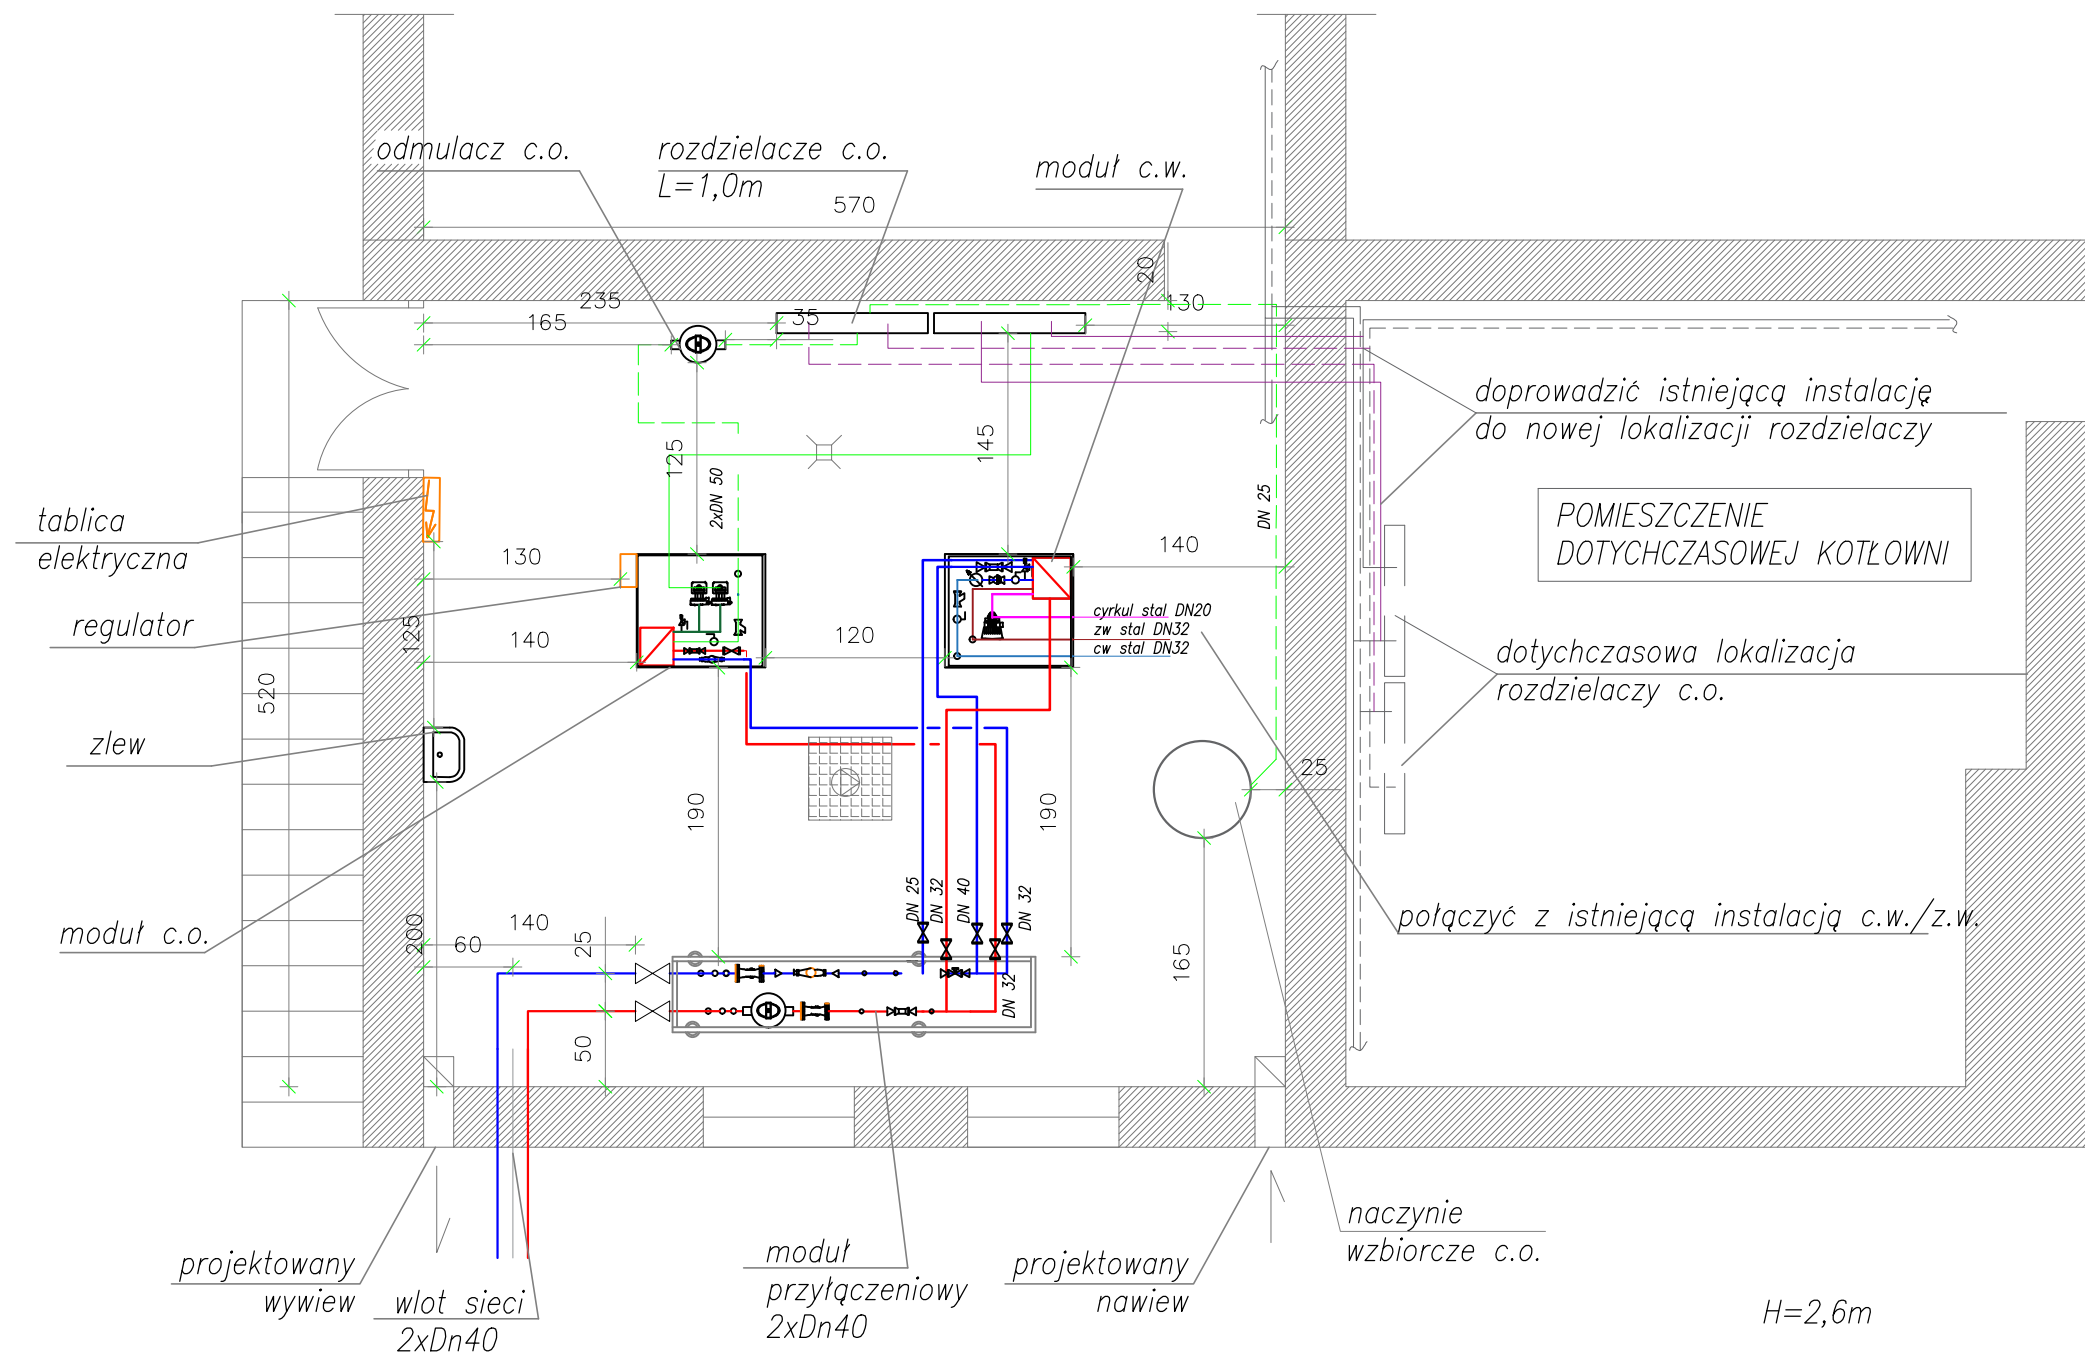 odmulacz c.o.
rozdzielacze c.o.
L=1,0m
moduł c.w.
570
20
235
165
35
130
doprowadzić istniejącą instalację
do nowej lokalizacji rozdzielaczy
125
2xDN 50
145
DN 25
POMIESZCZENIE
DOTYCHCZASOWEJ KOTŁOWNI
tablica
elektryczna
130
140
regulator
125
140
120
cyrkul stal DN20
zw stal DN32
cw stal DN32
dotychczasowa lokalizacja
rozdzielaczy c.o.
520
zlew
190
190
25
moduł c.o.
200
140
60
25
DN 25
DN 32
DN 40
DN 32
165
połączyć z istniejącą instalacją c.w./z.w.
DN 32
50
naczynie
wzbiorcze c.o.
projektowany
wywiew
wlot sieci
2xDn40
moduł
przyłączeniowy
2xDn40
projektowany
nawiew
H=2,6m